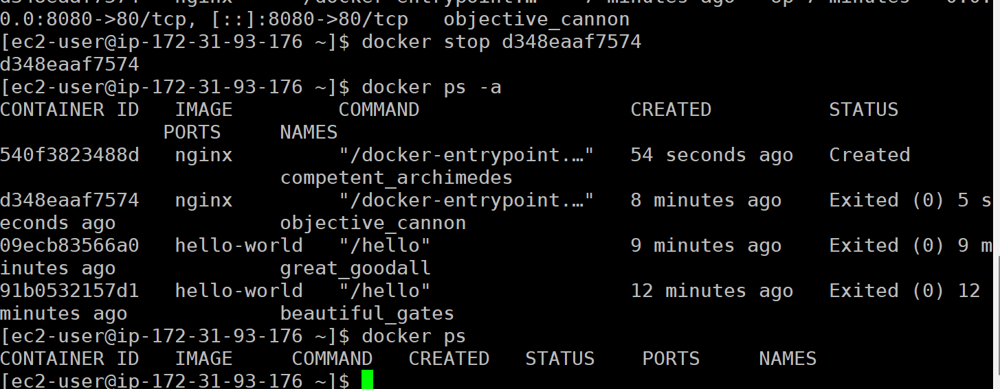 0.0:8080->80/tcp, [::]:8080->80/tcp   objective_cannon
[ec2-user@ip-172-31-93-176 ~]$ docker stop d348eaaf7574
d348eaaf7574
[ec2-user@ip-172-31-93-176 ~]$ docker ps -a
CONTAINER ID   IMAGE         COMMAND                  CREATED          STATUS
              PORTS     NAMES
540f3823488d   nginx         "/docker-entrypoint.…"   54 seconds ago   Created
                        competent_archimedes
d348eaaf7574   nginx         "/docker-entrypoint.…"   8 minutes ago    Exited (0) 5 s
econds ago              objective_cannon
09ecb83566a0   hello-world   "/hello"                 9 minutes ago    Exited (0) 9 m
inutes ago              great_goodall
91b0532157d1   hello-world   "/hello"                 12 minutes ago   Exited (0) 12
minutes ago             beautiful_gates
[ec2-user@ip-172-31-93-176 ~]$ docker ps
CONTAINER ID   IMAGE     COMMAND   CREATED   STATUS    PORTS     NAMES
[ec2-user@ip-172-31-93-176 ~]$